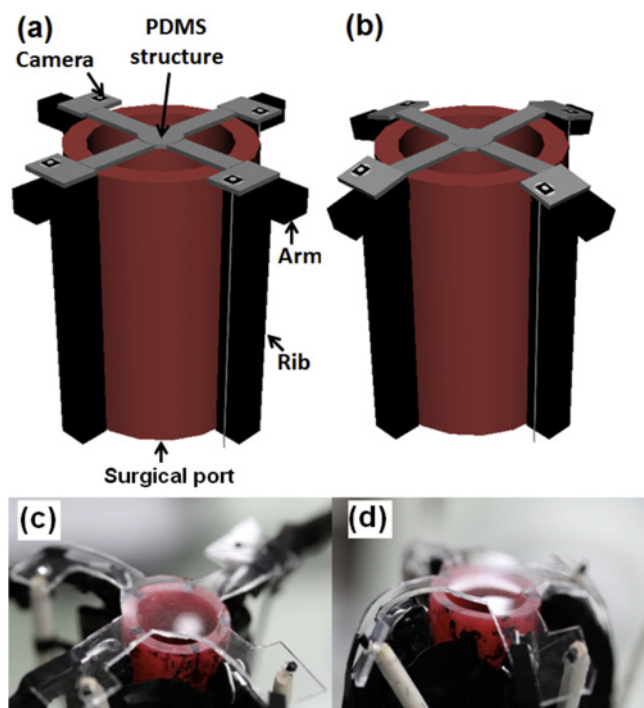 (a)
PDMS
structure
Camera
(b)
Arm
Rib
Surgical port
(c)
(d)